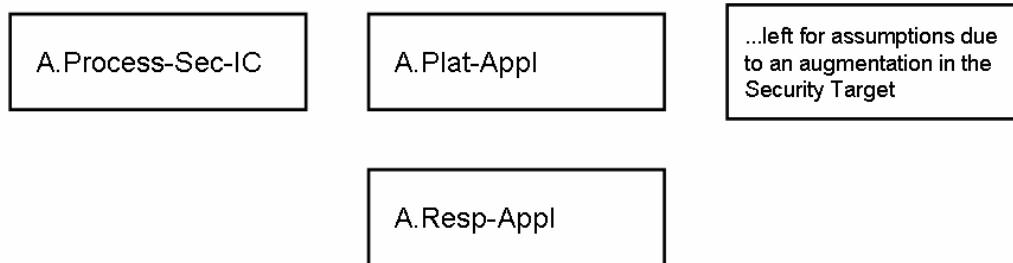 A.Process-Sec-IC
A.Plat-Appl
...left for assumptions due
to an augmentation in the
Security Target
A.Resp-Appl